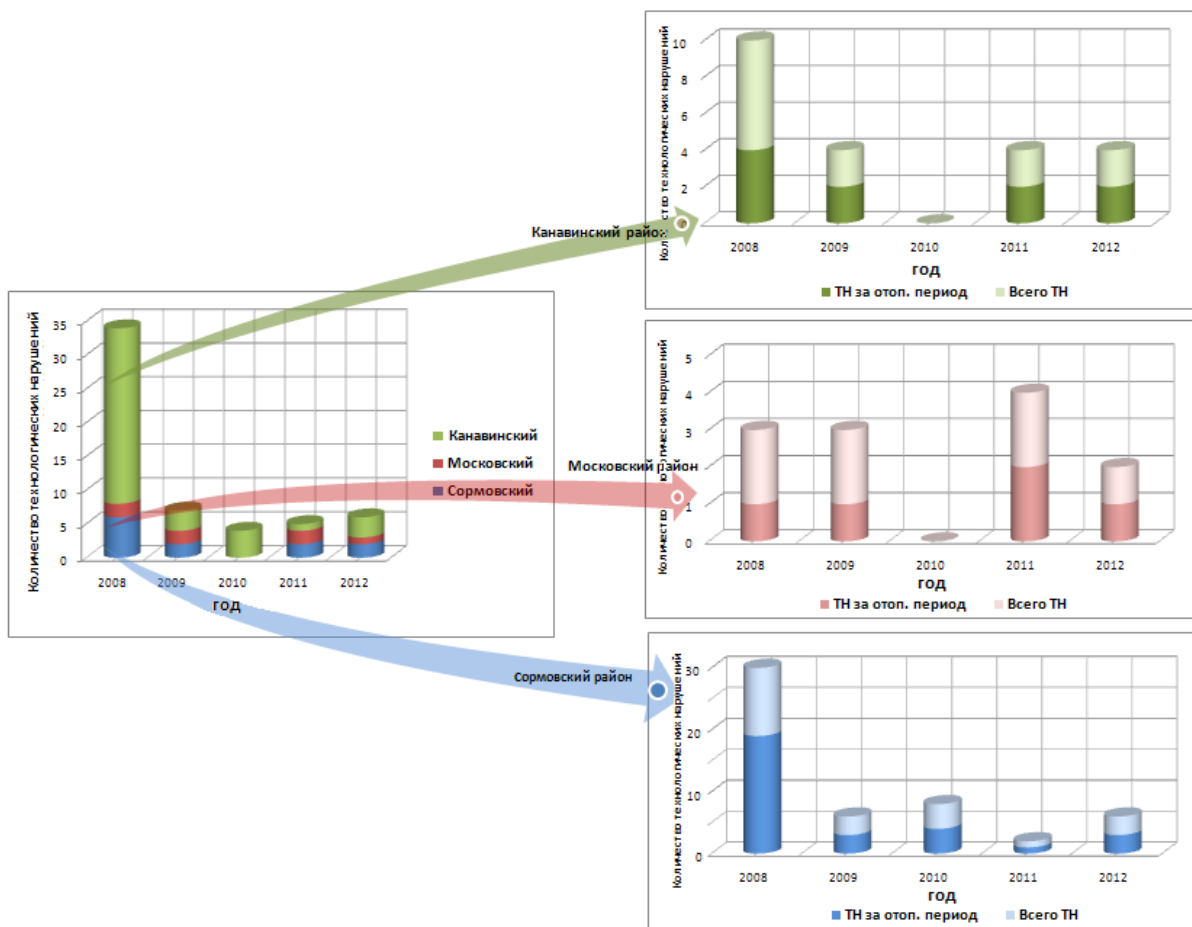 Количество технологических нарушений
35
30
25
20
15
10
5
0
2008 2009 2010 2011 2012
год
Канавинский
Московский
Сормовский
Канавинский район
Московский район
Сормовский район
Количество технологических нарушений
10
8
6
4
2
2008 2009 2010 2011 2012
год
ТН за отоп. период Всего ТН
5
4
3
2
1
0
2008 2009 2010 2011 2012
год
ТН за отоп. период Всего ТН
Количество технологических нарушений
30
20
10
0
2008 2009 2010 2011 2012
год
ТН за отоп. период Всего ТН